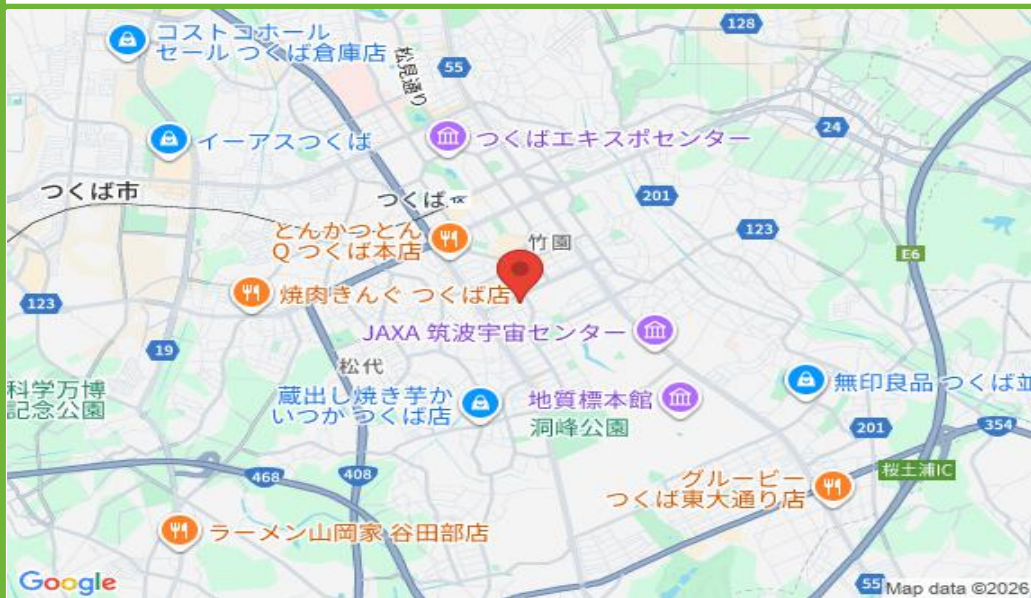 コストコホール
セール つくば倉庫店
松見通り
55
128
イーアスつくば
つくばエキスポセンター
24
つくば市
つくば
201
とんかつとん
Q つくば本店
竹園
123
E6
123
焼肉きんぐ つくば店
JAXA 筑波宇宙センター
19
松代
科学万博
記念公園
蔵出し焼き芋か
いつか つくば店
地質標本館
洞峰公園
無印良品 つくば並
201
354
468
408
桜土浦IC
グルービー
つくば東大通り店
ラーメン山岡家 谷田部店
Google
55
Map data ©2026